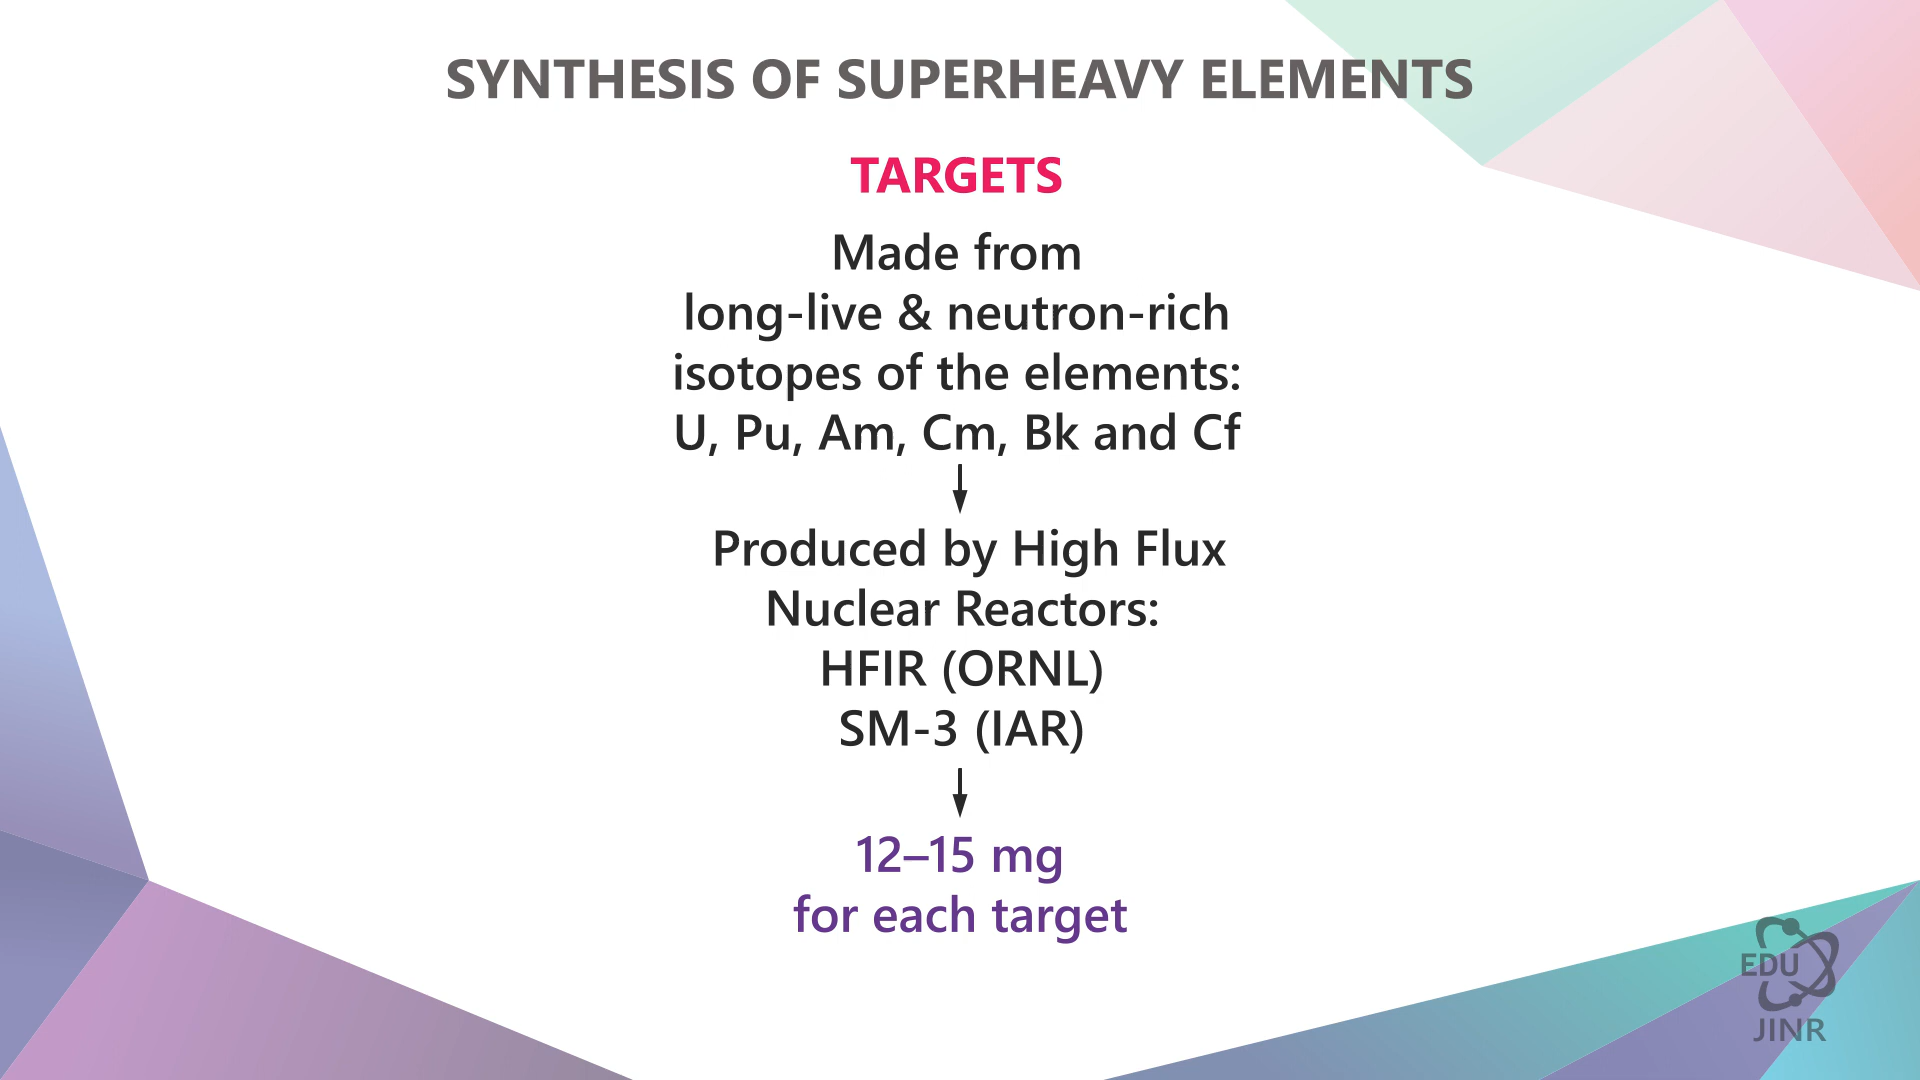 SYNTHESIS OF SUPERHEAVY ELEMENTS
TARGETS
Made from
long-live & neutron-rich
isotopes of the elements:
U, Pu, Am, Cm, Bk and Cf
Produced by High Flux
Nuclear Reactors:
HFIR (ORNL)
SM-3 (IAR)
12–15 mg
for each target
EDU
JINR